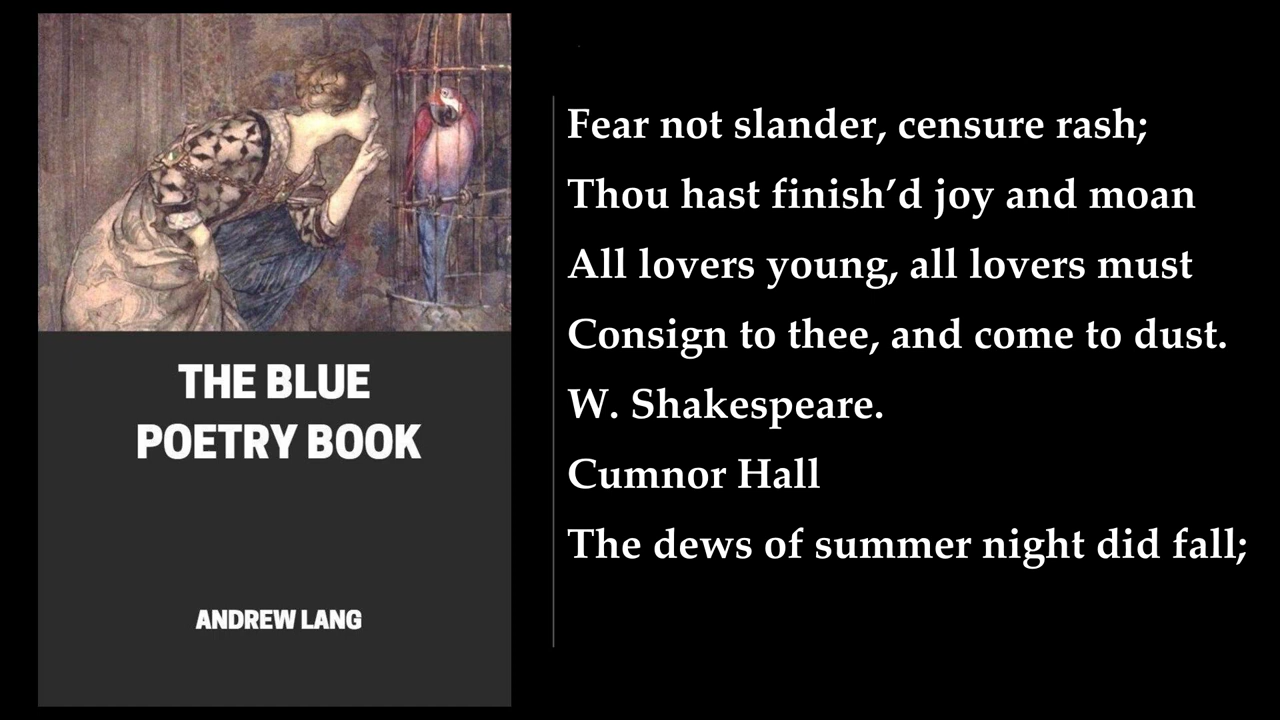 THE BLUE
POETRY BOOK
ANDREW LANG
Fear not slander, censure rash;
Thou hast finish’d joy and moan
All lovers young, all lovers must
Consign to thee, and come to dust.
W. Shakespeare.
Cumnor Hall
The dews of summer night did fall;